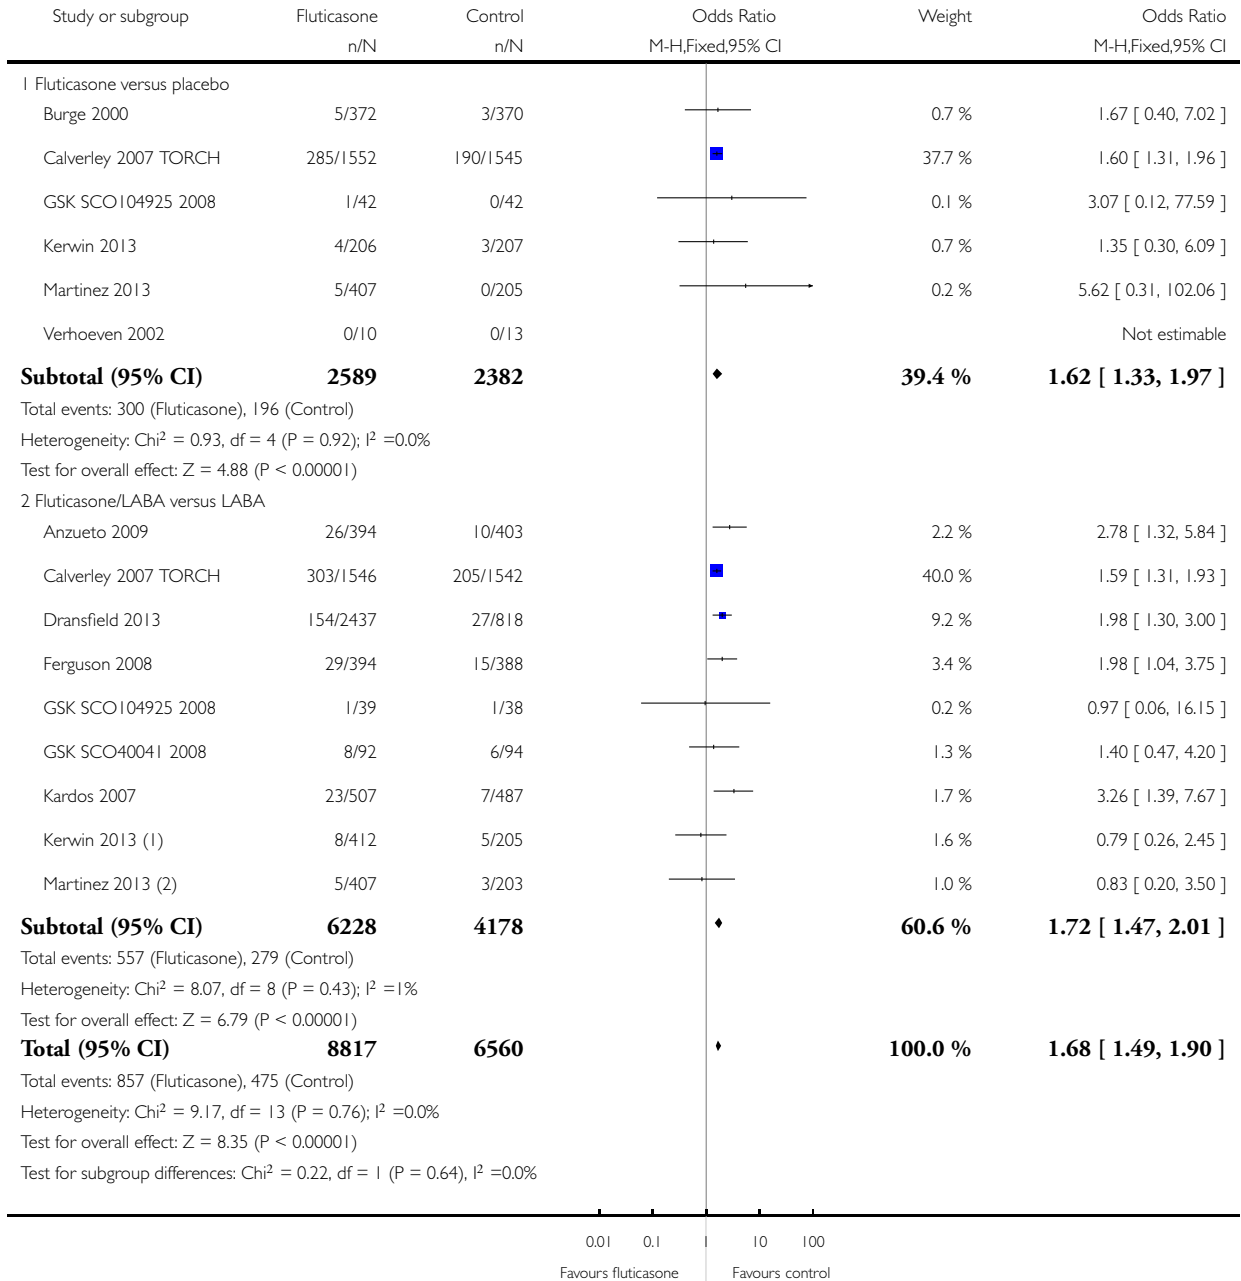 Study or subgroup Fluticasone Control Odds Ratio Weight Odds Ratio
n/N n/N M-H,Fixed,95% CI M-H,Fixed,95% CI
1 Fluticasone versus placebo
Burge 2000 5/372 3/370 0.7 % 1.67 [ 0.40, 7.02 ]
Calverley 2007 TORCH 285/1552 190/1545 37.7 % 1.60 [ 1.31, 1.96 ]
GSK SCO104925 2008 1/42 0/42 0.1 % 3.07 [ 0.12, 77.59 ]
Kerwin 2013 4/206 3/207 0.7 % 1.35 [ 0.30, 6.09 ]
Martinez 2013 5/407 0/205 0.2 % 5.62 [ 0.31, 102.06 ]
Verhoeven 2002 0/10 0/13 Not estimable
Subtotal (95% CI) 2589 2382 39.4 % 1.62 [ 1.33, 1.97 ]
Total events: 300 (Fluticasone), 196 (Control)
Heterogeneity: Chi² = 0.93, df = 4 (P = 0.92); I² =0.0%
Test for overall effect: Z = 4.88 (P < 0.00001)
2 Fluticasone/LABA versus LABA
Anzueto 2009 26/394 10/403 2.2 % 2.78 [ 1.32, 5.84 ]
Calverley 2007 TORCH 303/1546 205/1542 40.0 % 1.59 [ 1.31, 1.93 ]
Dransfield 2013 154/2437 27/818 9.2 % 1.98 [ 1.30, 3.00 ]
Ferguson 2008 29/394 15/388 3.4 % 1.98 [ 1.04, 3.75 ]
GSK SCO104925 2008 1/39 1/38 0.2 % 0.97 [ 0.06, 16.15 ]
GSK SCO40041 2008 8/92 6/94 1.3 % 1.40 [ 0.47, 4.20 ]
Kardos 2007 23/507 7/487 1.7 % 3.26 [ 1.39, 7.67 ]
Kerwin 2013 (1) 8/412 5/205 1.6 % 0.79 [ 0.26, 2.45 ]
Martinez 2013 (2) 5/407 3/203 1.0 % 0.83 [ 0.20, 3.50 ]
Subtotal (95% CI) 6228 4178 60.6 % 1.72 [ 1.47, 2.01 ]
Total events: 557 (Fluticasone), 279 (Control)
Heterogeneity: Chi² = 8.07, df = 8 (P = 0.43); I² =1%
Test for overall effect: Z = 6.79 (P < 0.00001)
Total (95% CI) 8817 6560 100.0 % 1.68 [ 1.49, 1.90 ]
Total events: 857 (Fluticasone), 475 (Control)
Heterogeneity: Chi² = 9.17, df = 13 (P = 0.76); I² =0.0%
Test for overall effect: Z = 8.35 (P < 0.00001)
Test for subgroup differences: Chi² = 0.22, df = 1 (P = 0.64), I² =0.0%
0.01 0.1 1 10 100
Favours fluticasone Favours control